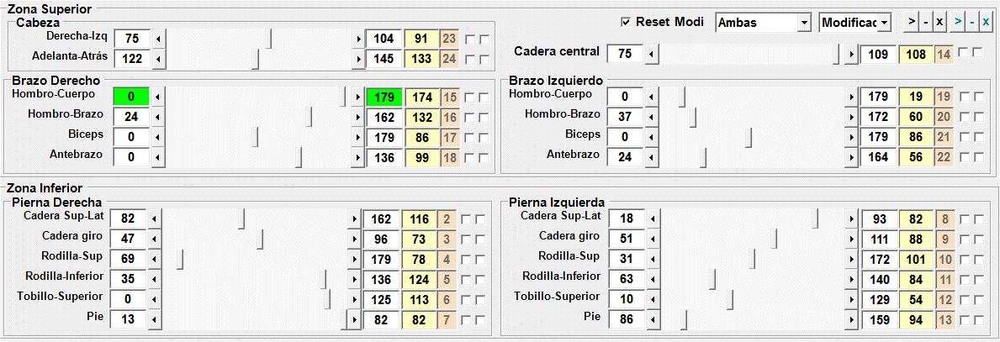 Zona Superior
Cabeza
Derecha-Izq 75 104 91 23
Adelanta-Atrás 122 145 133 24
Reset Modi Ambas Modificac > - x > - x
Cadera central 75 109 108 14
Brazo Derecho
Hombro-Cuerpo 0 179 174 15
Hombro-Brazo 24 162 132 16
Biceps 0 179 86 17
Antebrazo 0 136 99 18
Brazo Izquierdo
Hombro-Cuerpo 0 179 19 19
Hombro-Brazo 37 172 60 20
Biceps 0 179 86 21
Antebrazo 24 164 56 22
Zona Inferior
Pierna Derecha
Cadera Sup-Lat 82 162 116 2
Cadera giro 47 96 73 3
Rodilla-Sup 69 179 78 4
Rodilla-Inferior 35 136 124 5
Tobillo-Superior 0 125 113 6
Pie 13 82 82 7
Pierna Izquierda
Cadera Sup-Lat 18 93 82 8
Cadera giro 51 111 88 9
Rodilla-Sup 31 172 101 10
Rodilla-Inferior 63 140 84 11
Tobillo-Superior 10 129 54 12
Pie 86 159 94 13